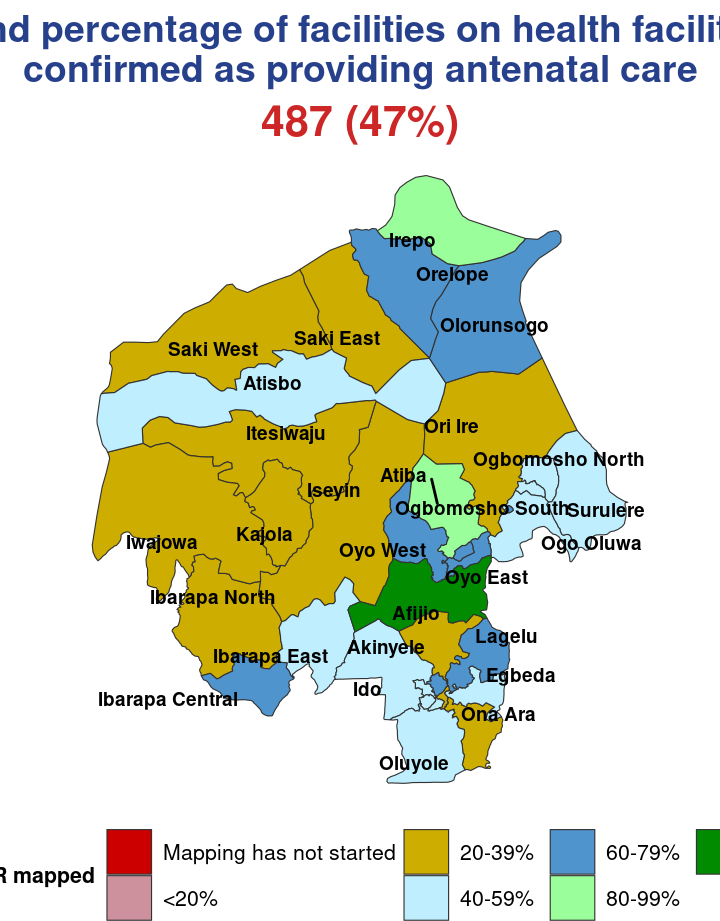 nd percentage of facilities on health facilit
confirmed as providing antenatal care
487 (47%)
Irepo
Orelope
Olorunsogo
Saki East
Saki West
Atisbo
Ori Ire
Itesiwaju
Ogbomosho North
Atiba
Iseyin
Ogbomosho South
Surulere
Kajola
Iwajowa
Ogo Oluwa
Oyo West
Oyo East
Ibarapa North
Afijio
Lagelu
Akinyele
Ibarapa East
Egbeda
Ido
Ibarapa Central
Ona Ara
Oluyole
R mapped
Mapping has not started
20-39%
60-79%
<20%
40-59%
80-99%